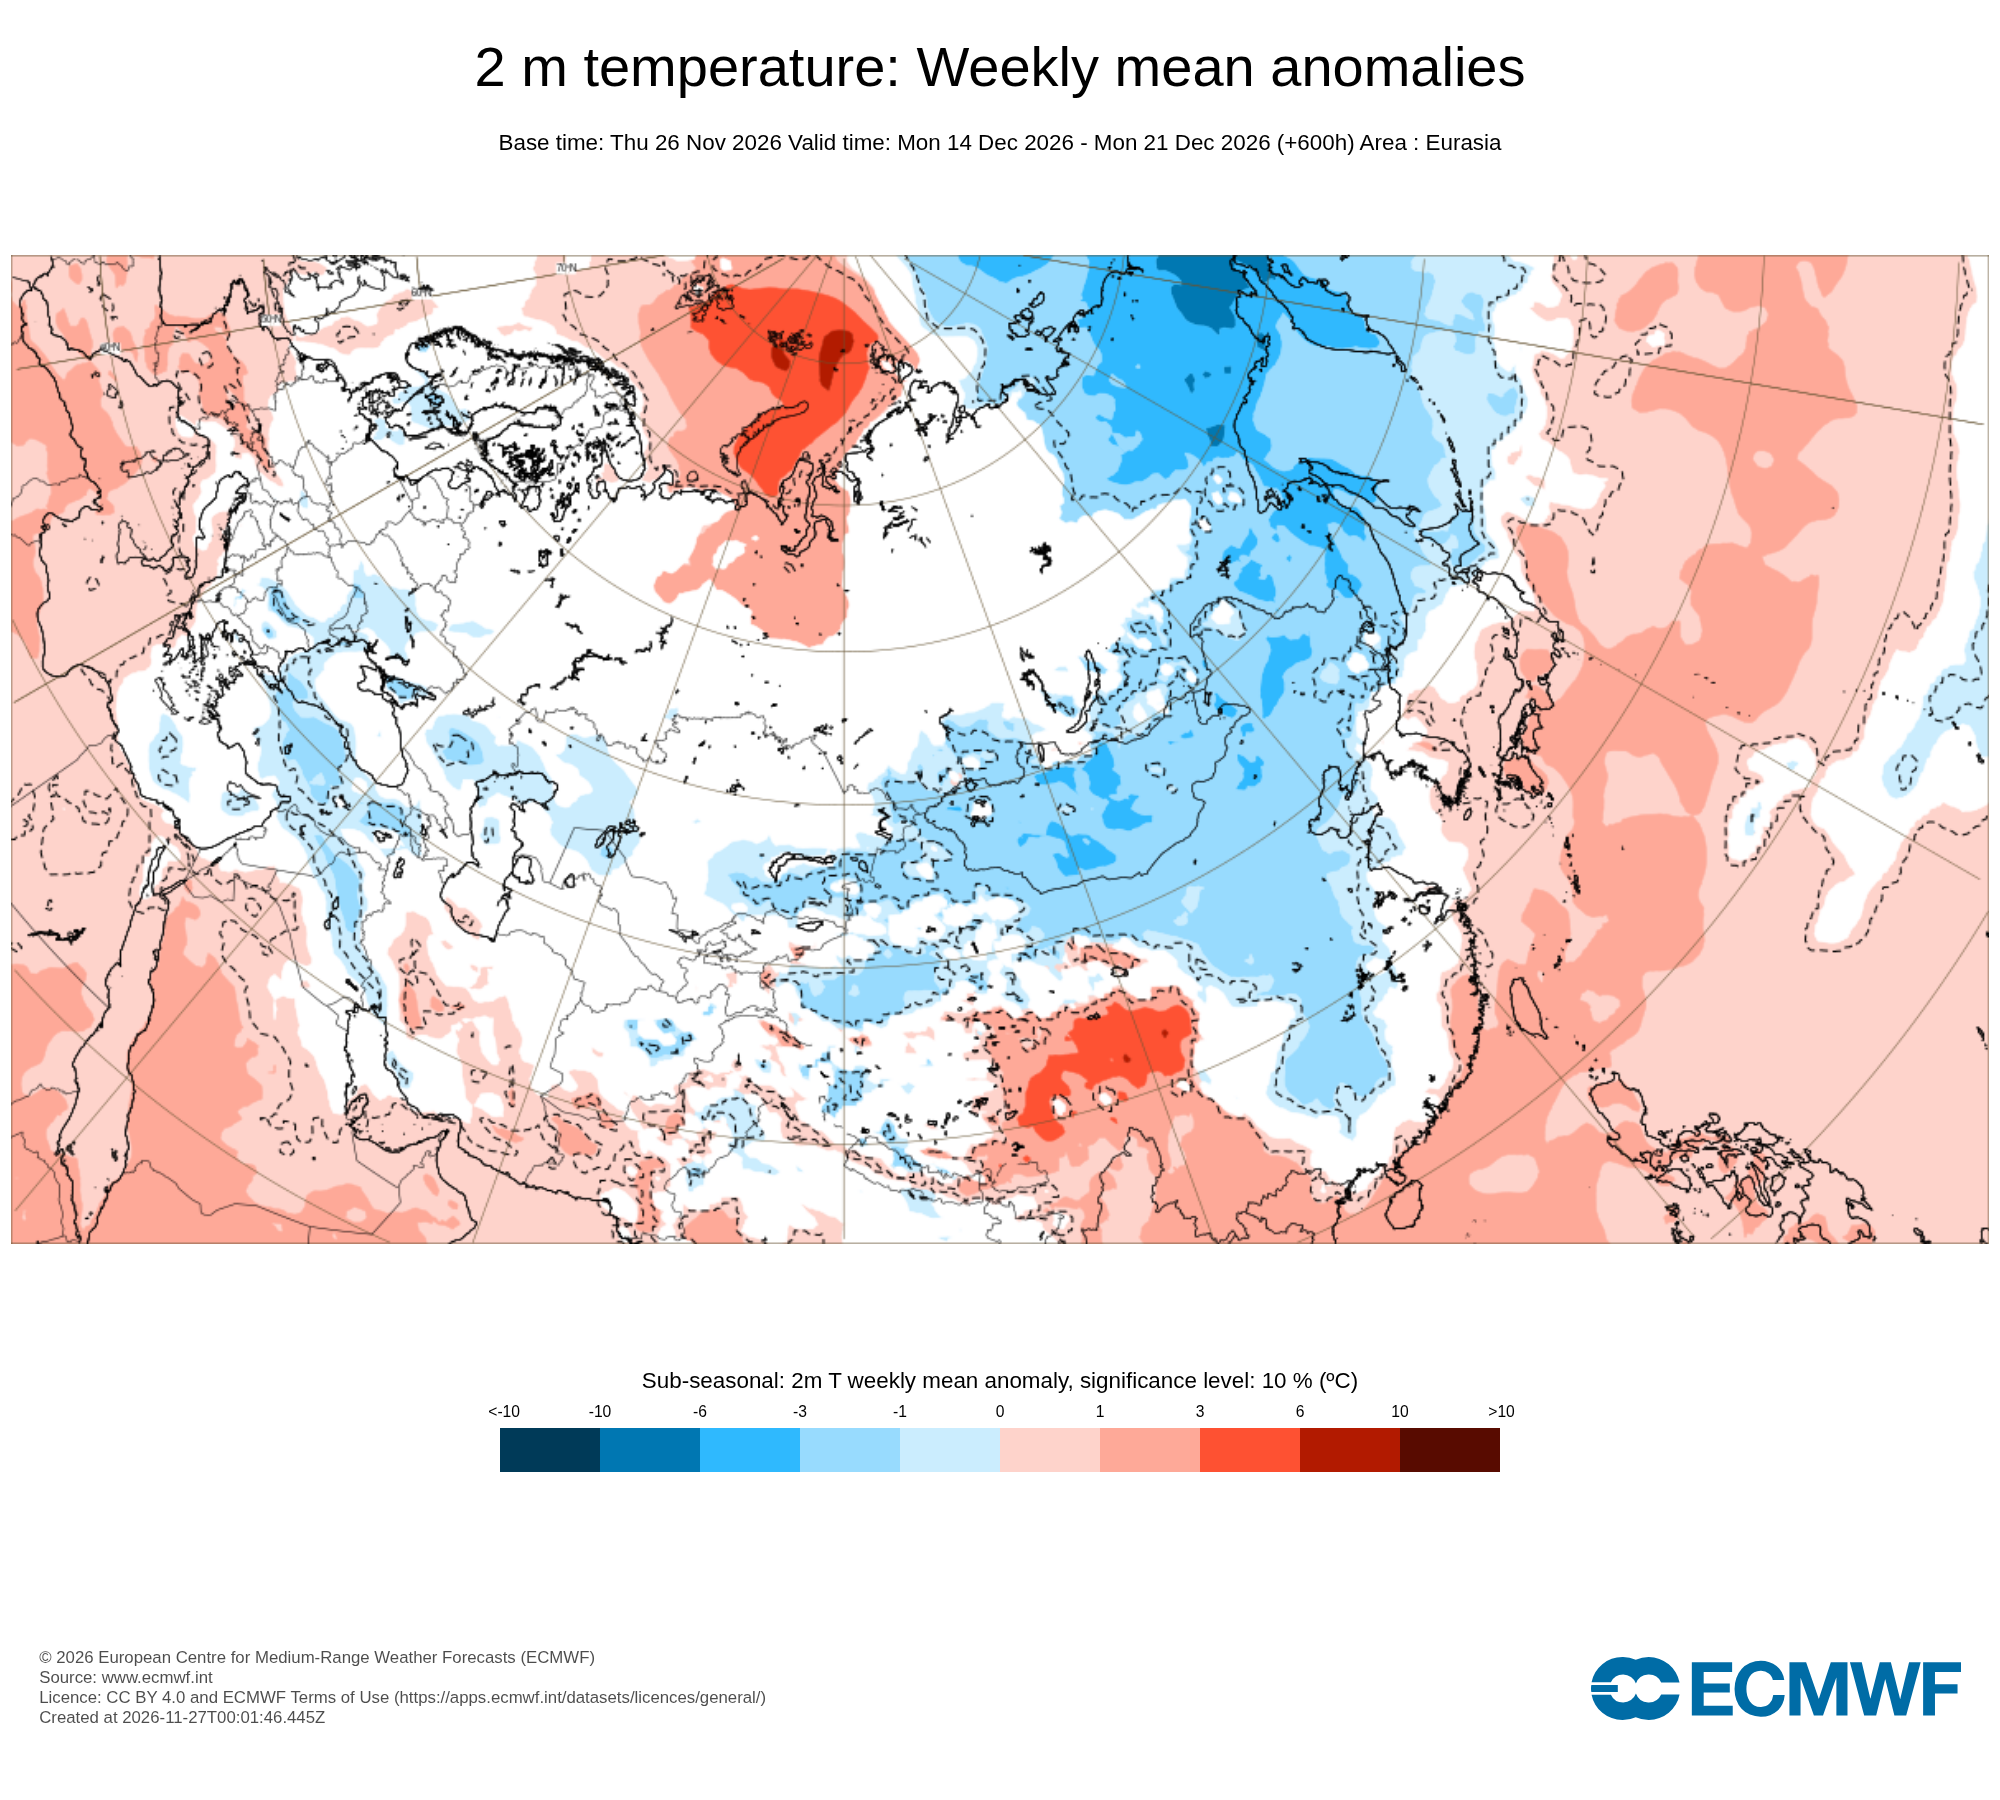 2 m temperature: Weekly mean anomalies
Base time: Thu 26 Nov 2026 Valid time: Mon 14 Dec 2026 - Mon 21 Dec 2026 (+600h) Area : Eurasia
70°N
60°N
50°N
40°N
Sub-seasonal: 2m T weekly mean anomaly, significance level: 10 % (ºC)
<-10 -10 -6 -3 -1 0 1 3 6 10 >10
© 2026 European Centre for Medium-Range Weather Forecasts (ECMWF)
Source: www.ecmwf.int
Licence: CC BY 4.0 and ECMWF Terms of Use (https://apps.ecmwf.int/datasets/licences/general/)
Created at 2026-11-27T00:01:46.445Z
ECMWF